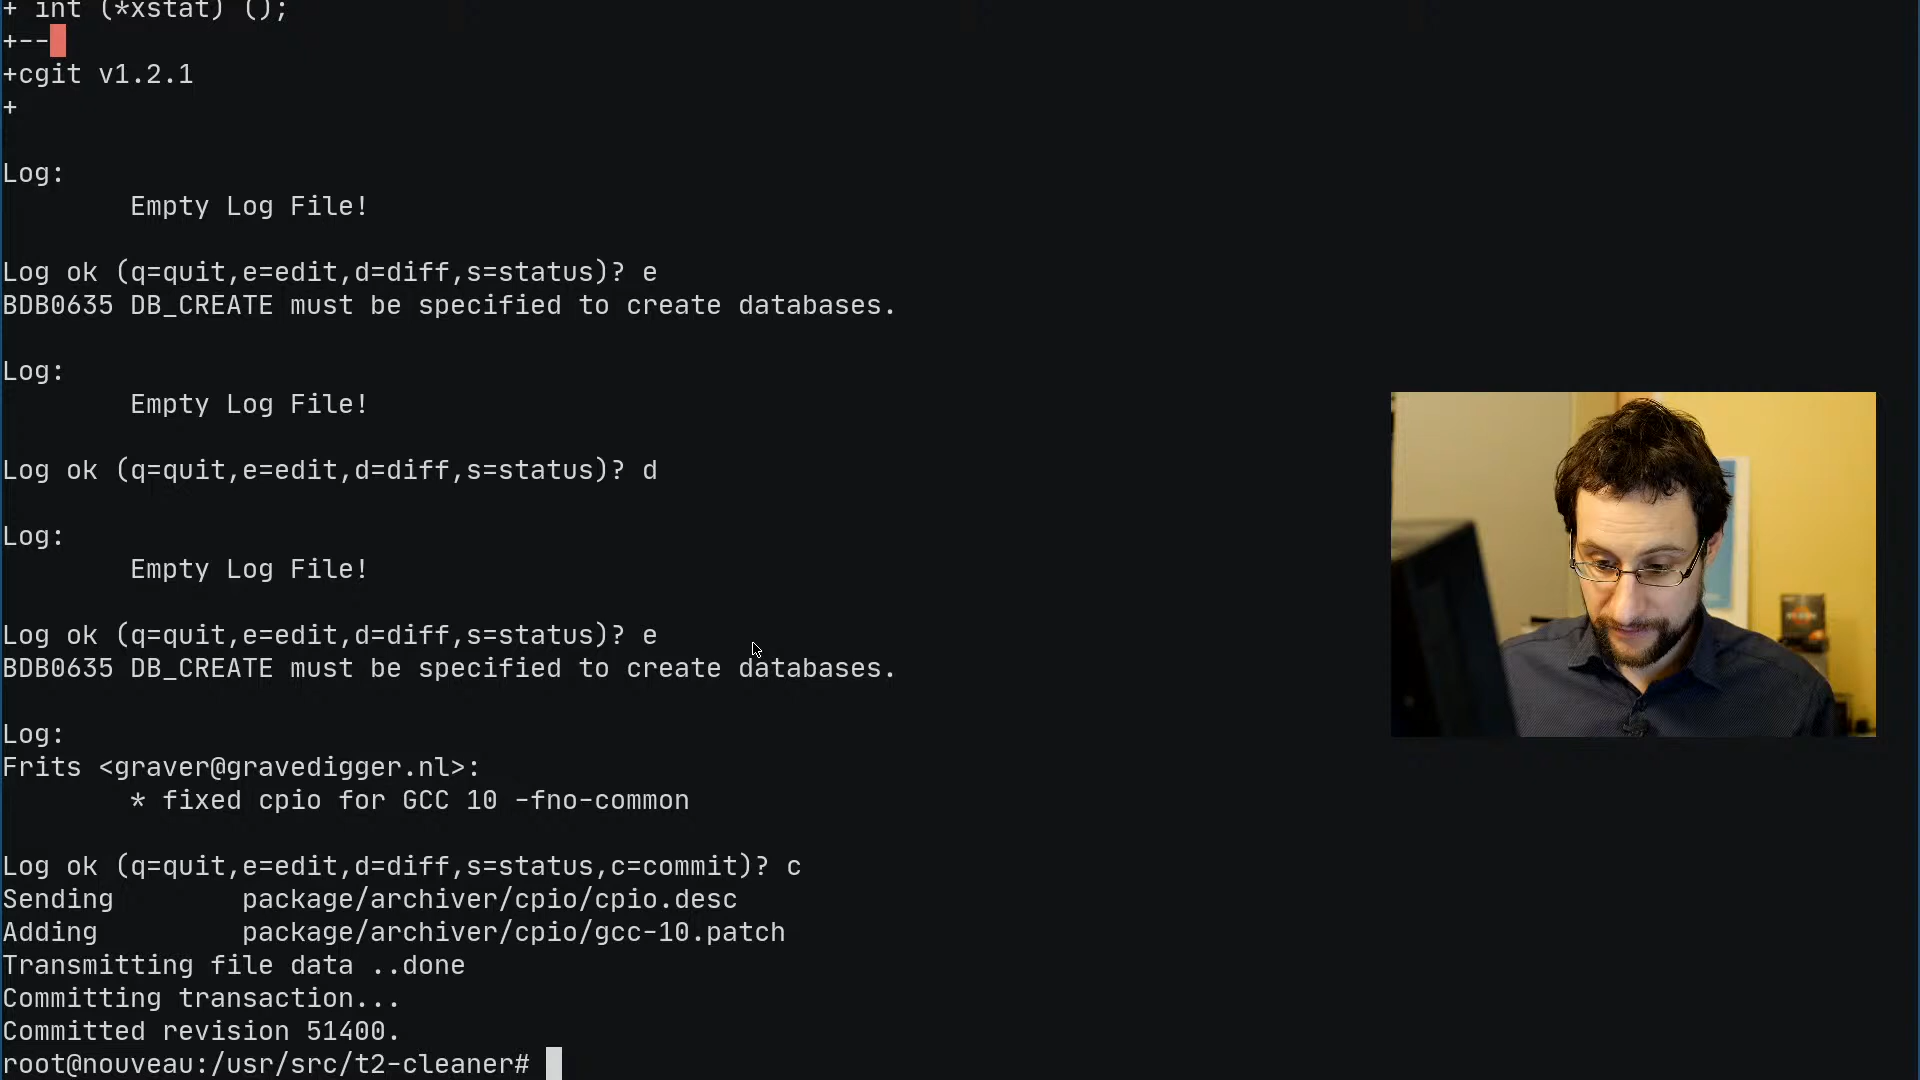 + int (*xstat) ();
+--
+cgit v1.2.1
+
Log:
Empty Log File!
Log ok (q=quit,e=edit,d=diff,s=status)? e
BDB0635 DB_CREATE must be specified to create databases.
Log:
Empty Log File!
Log ok (q=quit,e=edit,d=diff,s=status)? d
Log:
Empty Log File!
Log ok (q=quit,e=edit,d=diff,s=status)? e
BDB0635 DB_CREATE must be specified to create databases.
Log:
Frits <graver@gravedigger.nl>:
* fixed cpio for GCC 10 -fno-common
Log ok (q=quit,e=edit,d=diff,s=status,c=commit)? c
Sending package/archiver/cpio/cpio.desc
Adding package/archiver/cpio/gcc-10.patch
Transmitting file data ..done
Committing transaction...
Committed revision 51400.
root@nouveau:/usr/src/t2-cleaner#